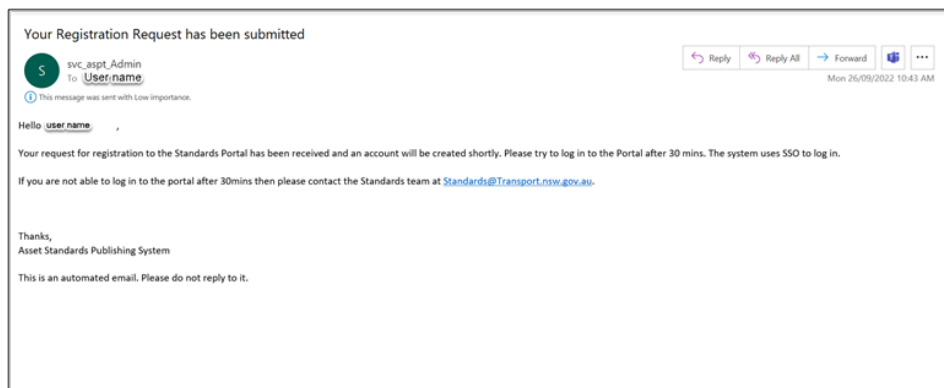 Your Registration Request has been submitted
S
svc_aspt_Admin
To User name
Reply
Reply All
Forward
Mon 26/09/2022 10:43 AM
This message was sent with Low importance.
Hello user name ,
Your request for registration to the Standards Portal has been received and an account will be created shortly. Please try to log in to the Portal after 30 mins. The system uses SSO to log in.
If you are not able to log in to the portal after 30mins then please contact the Standards team at Standards@Transport.nsw.gov.au.
Thanks,
Asset Standards Publishing System
This is an automated email. Please do not reply to it.